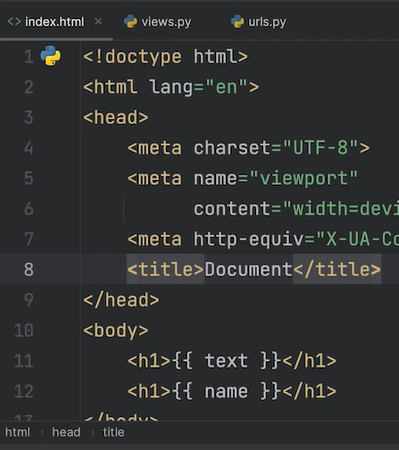 index.html × views.py urls.py
1 <!doctype html>
2 <html lang="en">
3 <head>
4 <meta charset="UTF-8">
5 <meta name="viewport"
6 content="width=devi
7 <meta http-equiv="X-UA-Co
8 <title>Document</title>
9 </head>
10 <body>
11 <h1>{{ text }}</h1>
12 <h1>{{ name }}</h1>
13 </body>
html › head › title